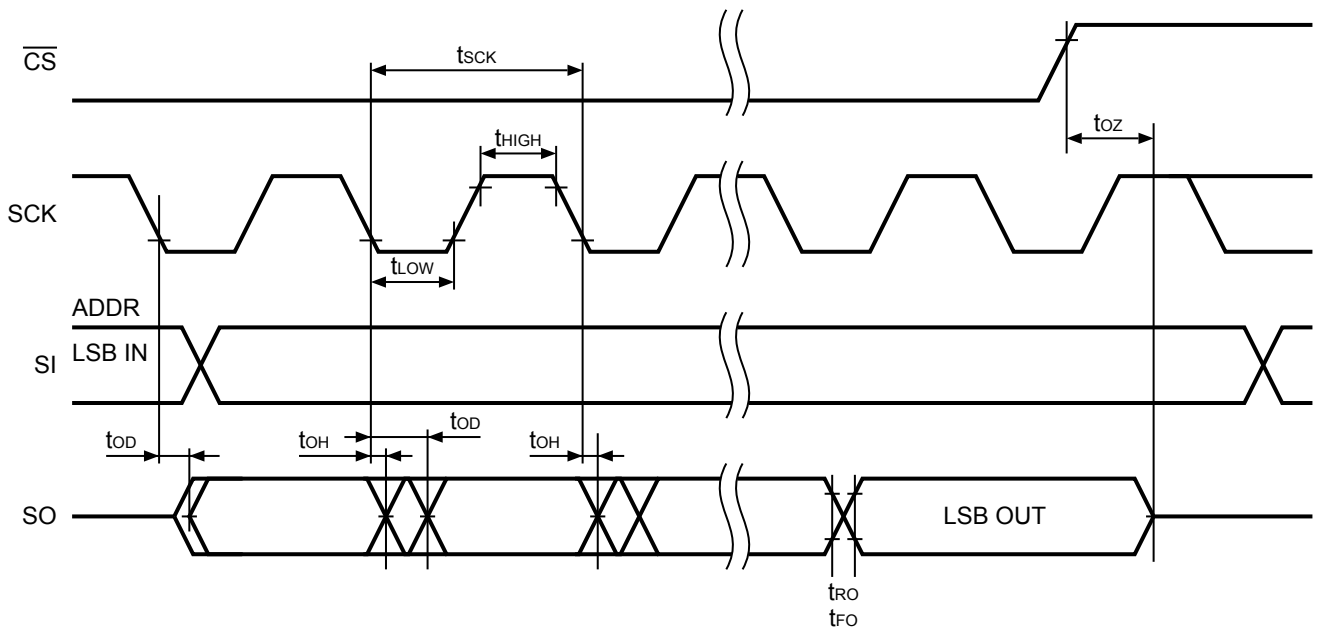 CS
tSCK
tHIGH
tOZ
SCK
tLOW
ADDR
LSB IN
SI
tOD
tOH
tOD
tOH
SO
LSB OUT
tRO
tFO